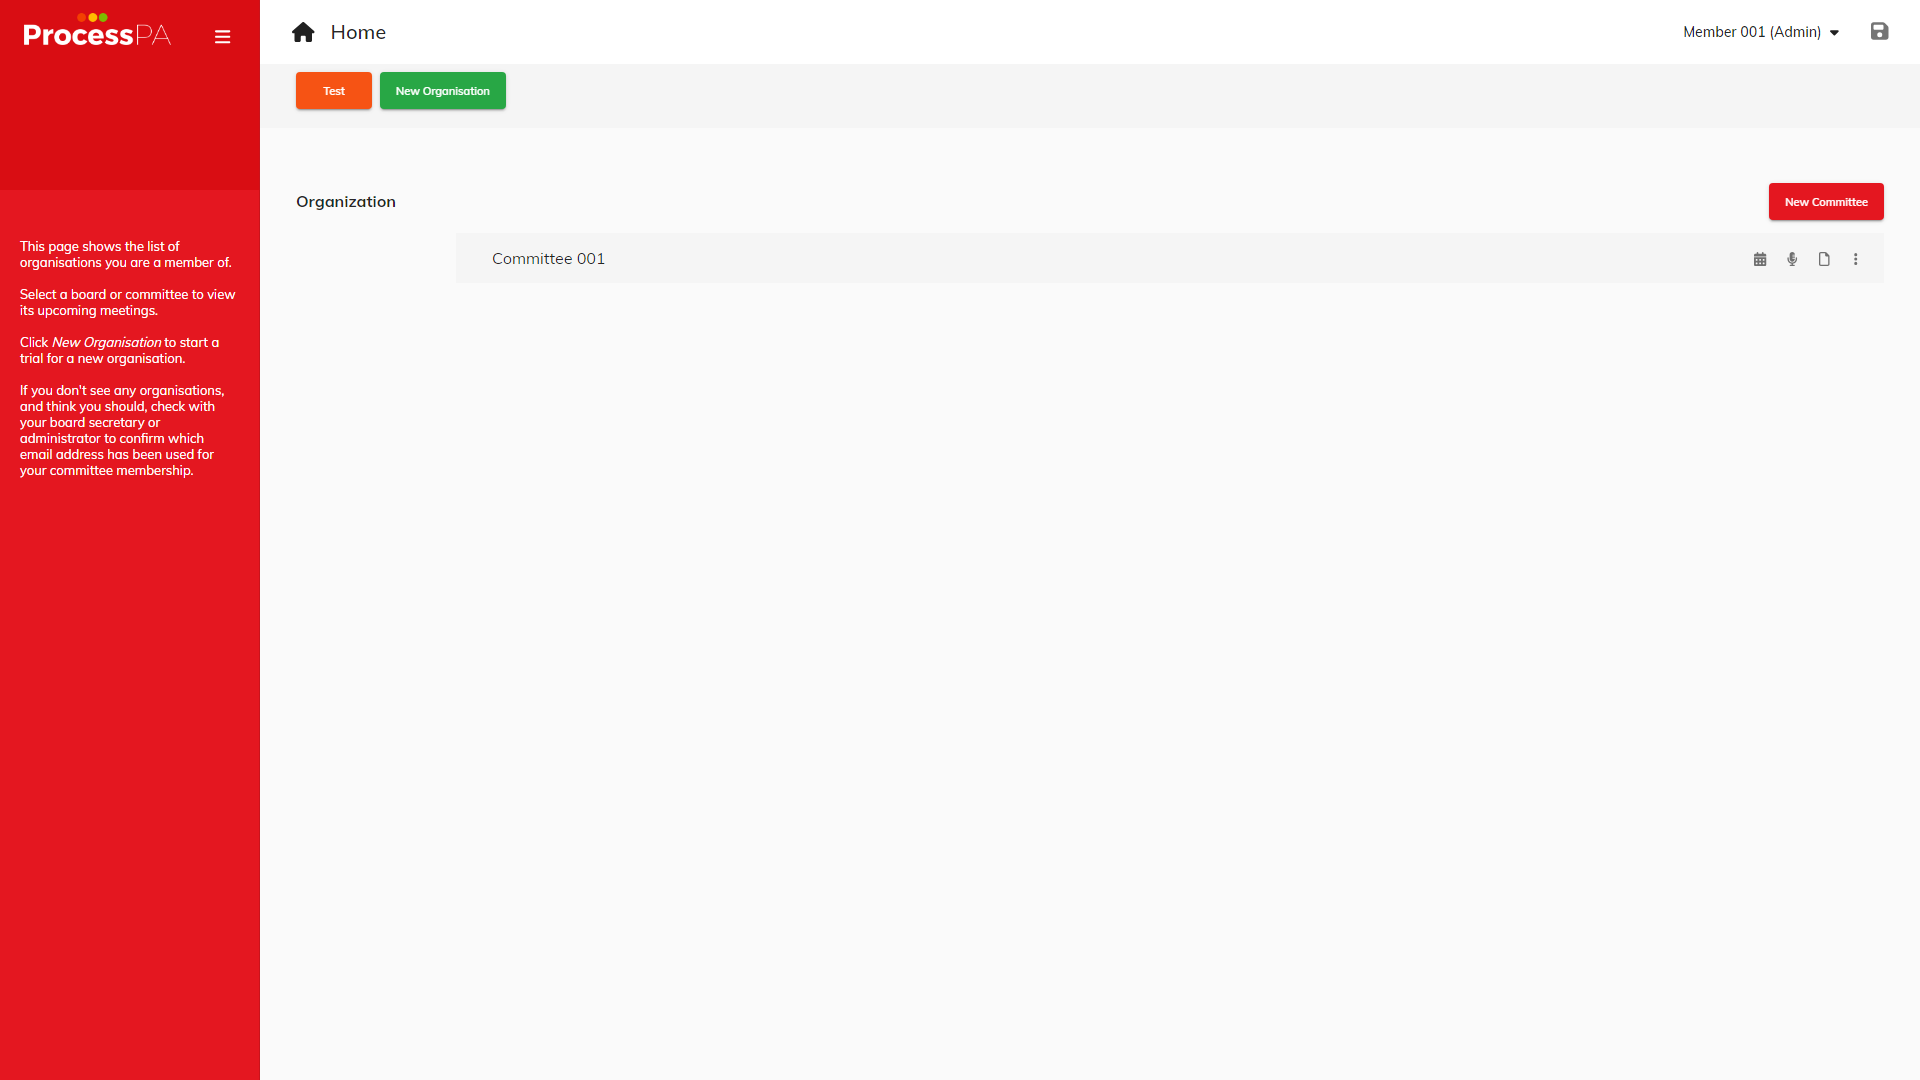 ProcessPA
Home
Member 001 (Admin)
Test
New Organisation
Organization
New Committee
Committee 001
This page shows the list of
organisations you are a member of.
Select a board or committee to view
its upcoming meetings.
Click New Organisation to start a
trial for a new organisation.
If you don't see any organisations,
and think you should, check with
your board secretary or
administrator to confirm which
email address has been used for
your committee membership.